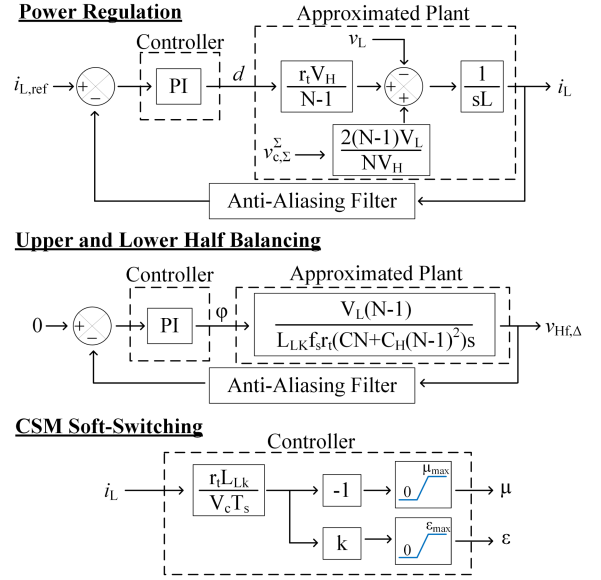 Power Regulation
Approximated Plant
Controller
v_L
i_L,ref
+
−
PI
d
r_tV_H
N-1
−
+
+
1
sL
i_L
v^Σ_c,Σ
2(N-1)V_L
NV_H
Anti-Aliasing Filter
Upper and Lower Half Balancing
Controller
Approximated Plant
0
+
−
PI
φ
V_L(N-1)
L_LKf_sr_t(CN+C_H(N-1)²)s
v_Hf,Δ
Anti-Aliasing Filter
CSM Soft-Switching
Controller
i_L
r_tL_Lk
V_cT_s
-1
0
μ_max
μ
k
0
ε_max
ε